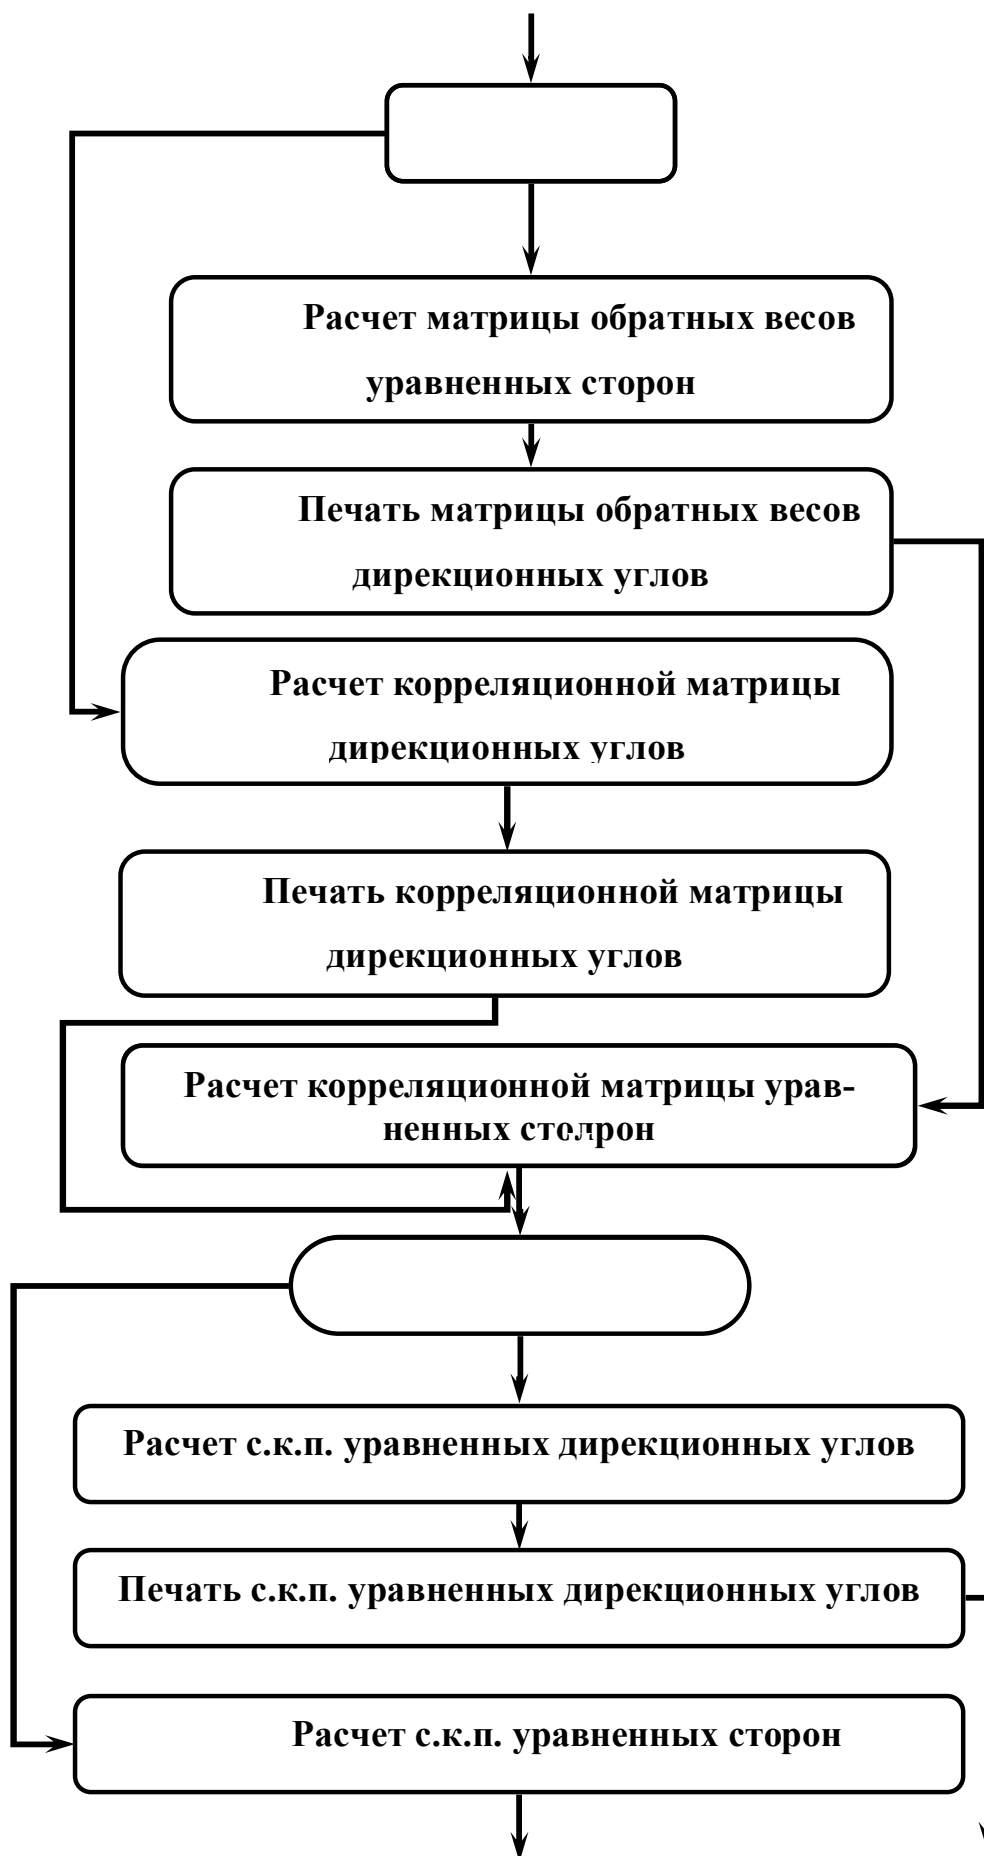 Расчет матрицы обратных весов
уравненных сторон
Печать матрицы обратных весов
дирекционных углов
Расчет корреляционной матрицы
дирекционных углов
Печать корреляционной матрицы
дирекционных углов
Расчет корреляционной матрицы урав-
ненных стелрон
Расчет с.к.п. уравненных дирекционных углов
Печать с.к.п. уравненных дирекционных углов
Расчет с.к.п. уравненных сторон